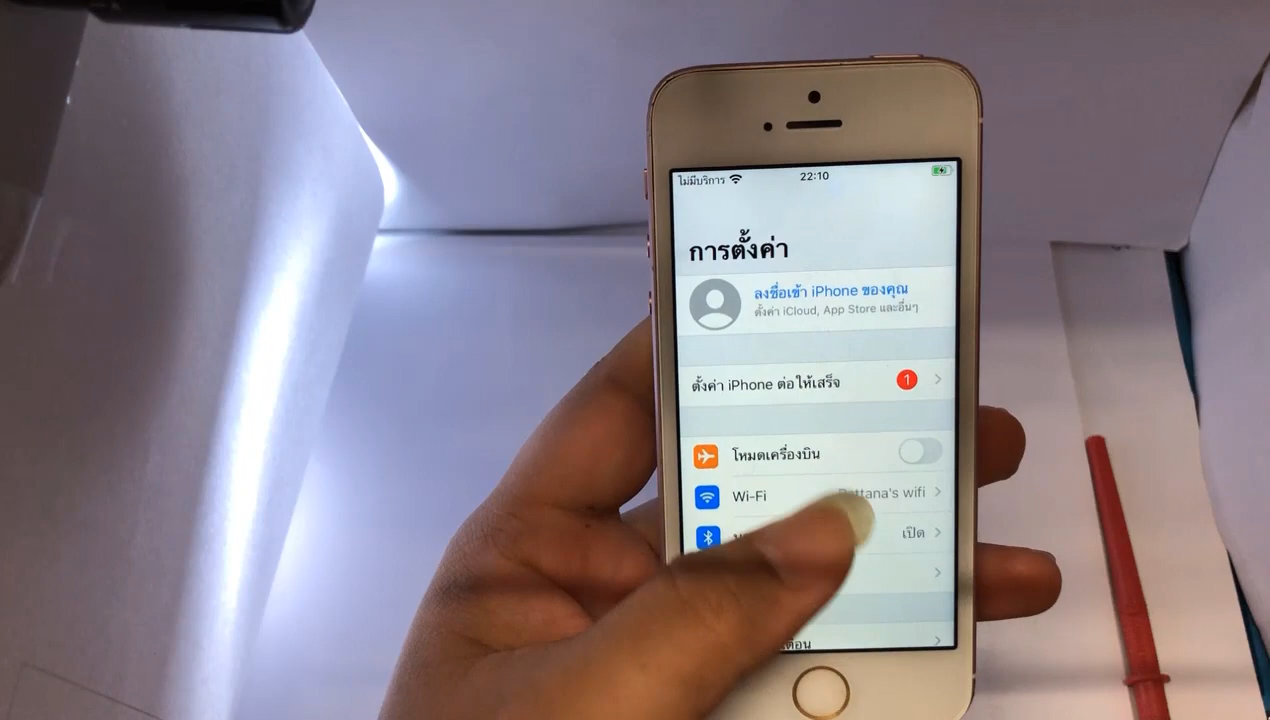 ไม่มีบริการ 22:10
การตั้งค่า
ลงชื่อเข้า iPhone ของคุณ
ตั้งค่า iCloud, App Store และอื่นๆ
ตั้งค่า iPhone ต่อให้เสร็จ 1
โหมดเครื่องบิน
Wi-Fi wifi
เปิด